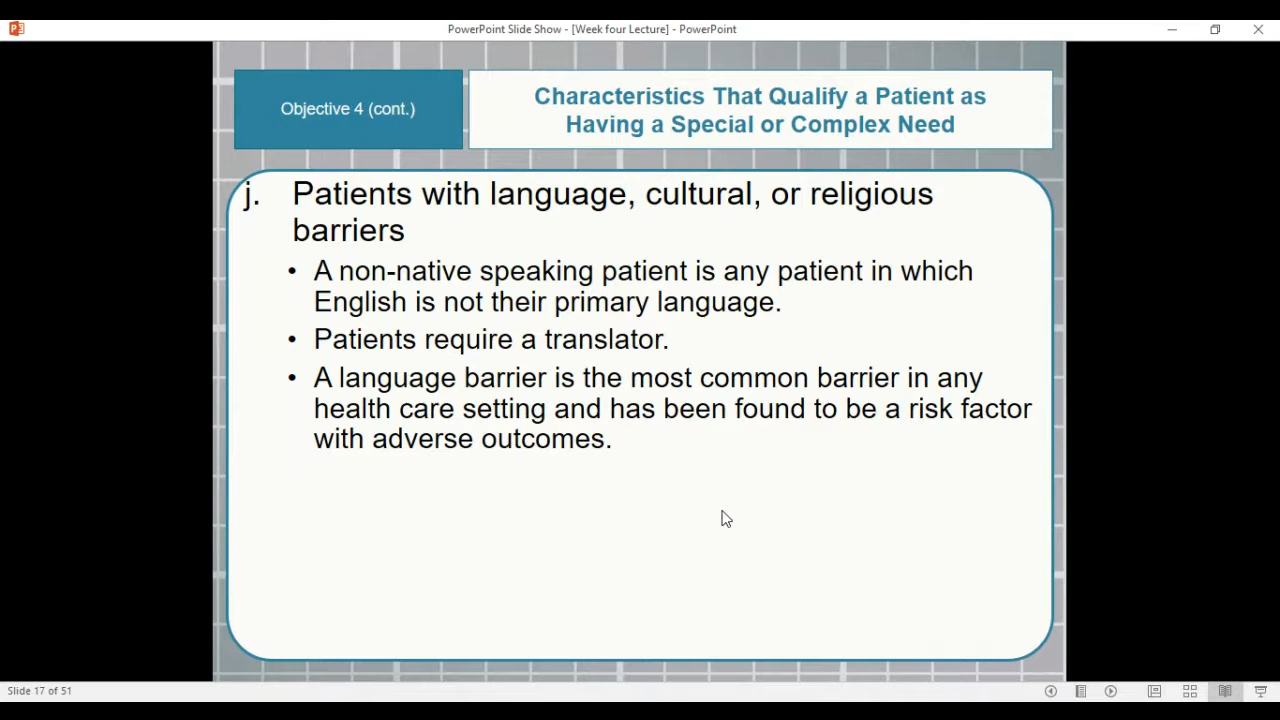 PowerPoint Slide Show - [Week four Lecture] - PowerPoint
Objective 4 (cont.)
Characteristics That Qualify a Patient as
Having a Special or Complex Need
j. Patients with language, cultural, or religious
barriers
• A non-native speaking patient is any patient in which
English is not their primary language.
• Patients require a translator.
• A language barrier is the most common barrier in any
health care setting and has been found to be a risk factor
with adverse outcomes.
Slide 17 of 51